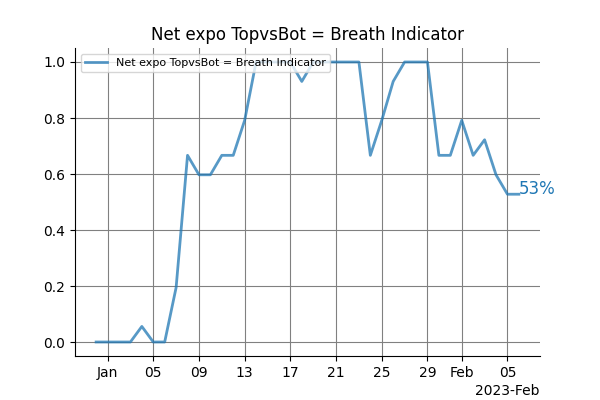 Net expo TopvsBot = Breath Indicator
Net expo TopvsBot = Breath Indicator
1.0
0.8
0.6
0.4
0.2
0.0
53%
Jan 05 09 13 17 21 25 29 Feb 05
2023-Feb